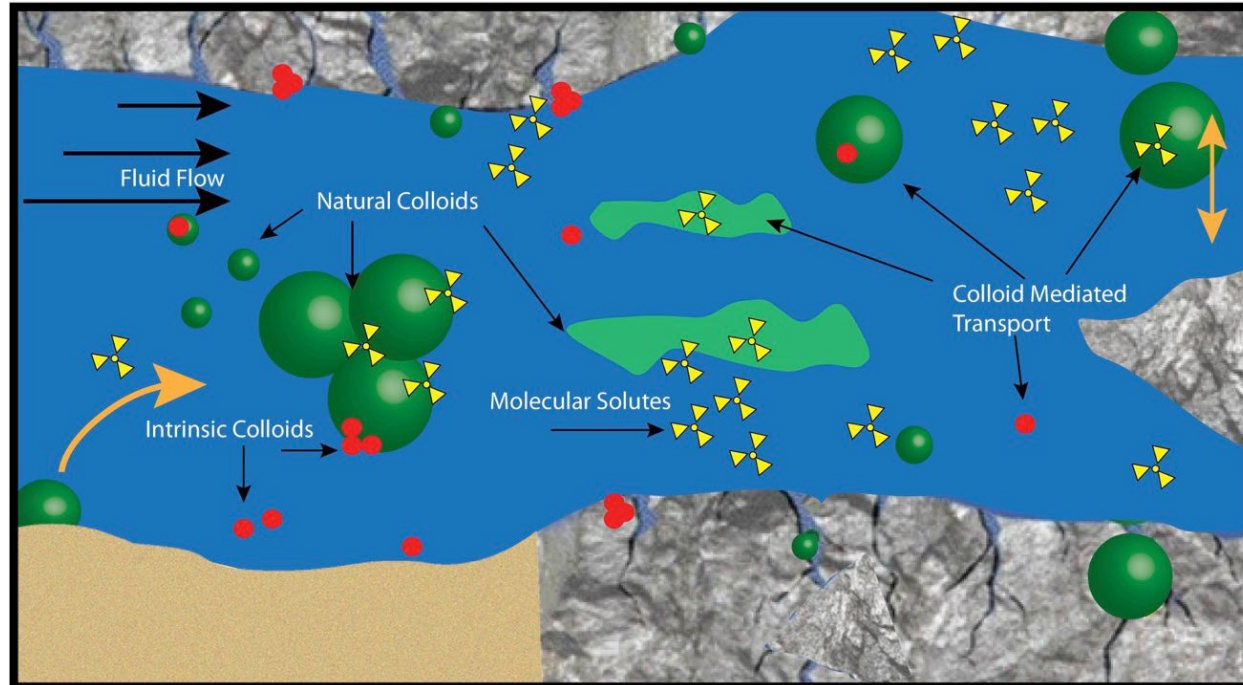 Fluid Flow
Natural Colloids
Colloid Mediated
Transport
Molecular Solutes
Intrinsic Colloids